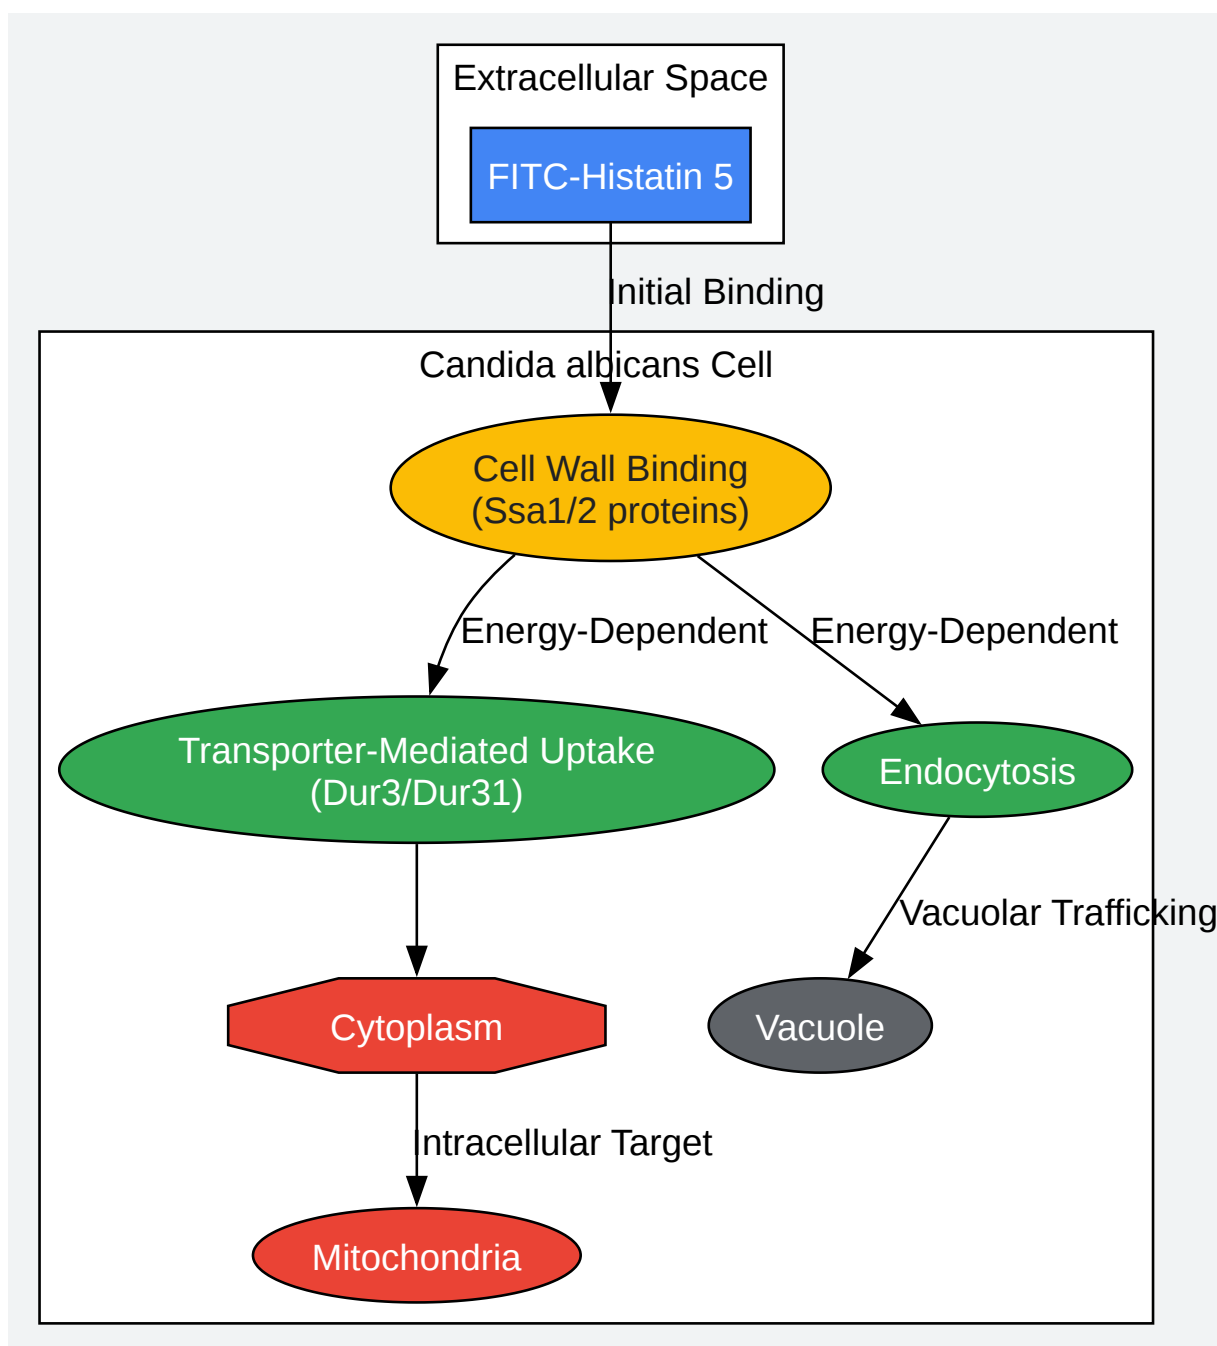 Extracellular Space
FITC-Histatin 5
Initial Binding
Candida albicans Cell
Cell Wall Binding
(Ssa1/2 proteins)
Energy-Dependent
Energy-Dependent
Transporter-Mediated Uptake
(Dur3/Dur31)
Endocytosis
Vacuolar Trafficking
Cytoplasm
Vacuole
Intracellular Target
Mitochondria